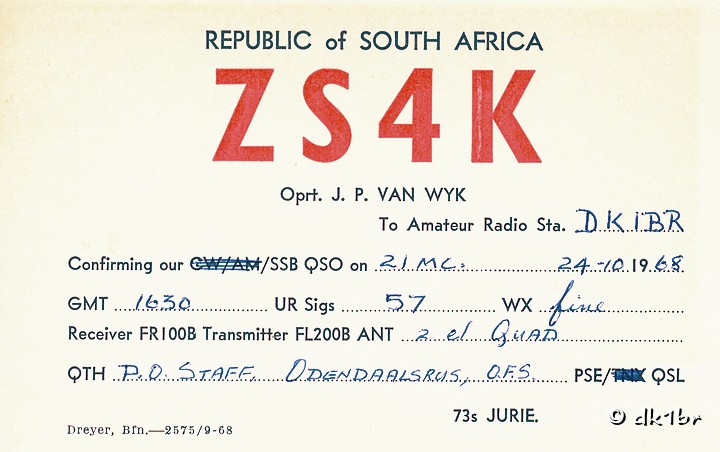 REPUBLIC of SOUTH AFRICA
ZS4K
Oprt. J. P. VAN WYK
To Amateur Radio Sta. DK1BR
Confirming our CW/AM/SSB QSO on 21 MC. 24-10 1968
GMT 1630 UR Sigs 57 WX fine
Receiver FR100B Transmitter FL200B ANT 2 el QUAD
QTH P.O. STAFF, ODENDAALSRUS, O.F.S. PSE/TNX QSL
73s JURIE.
Dreyer, Bfn.—2575/9-68
© dk1br